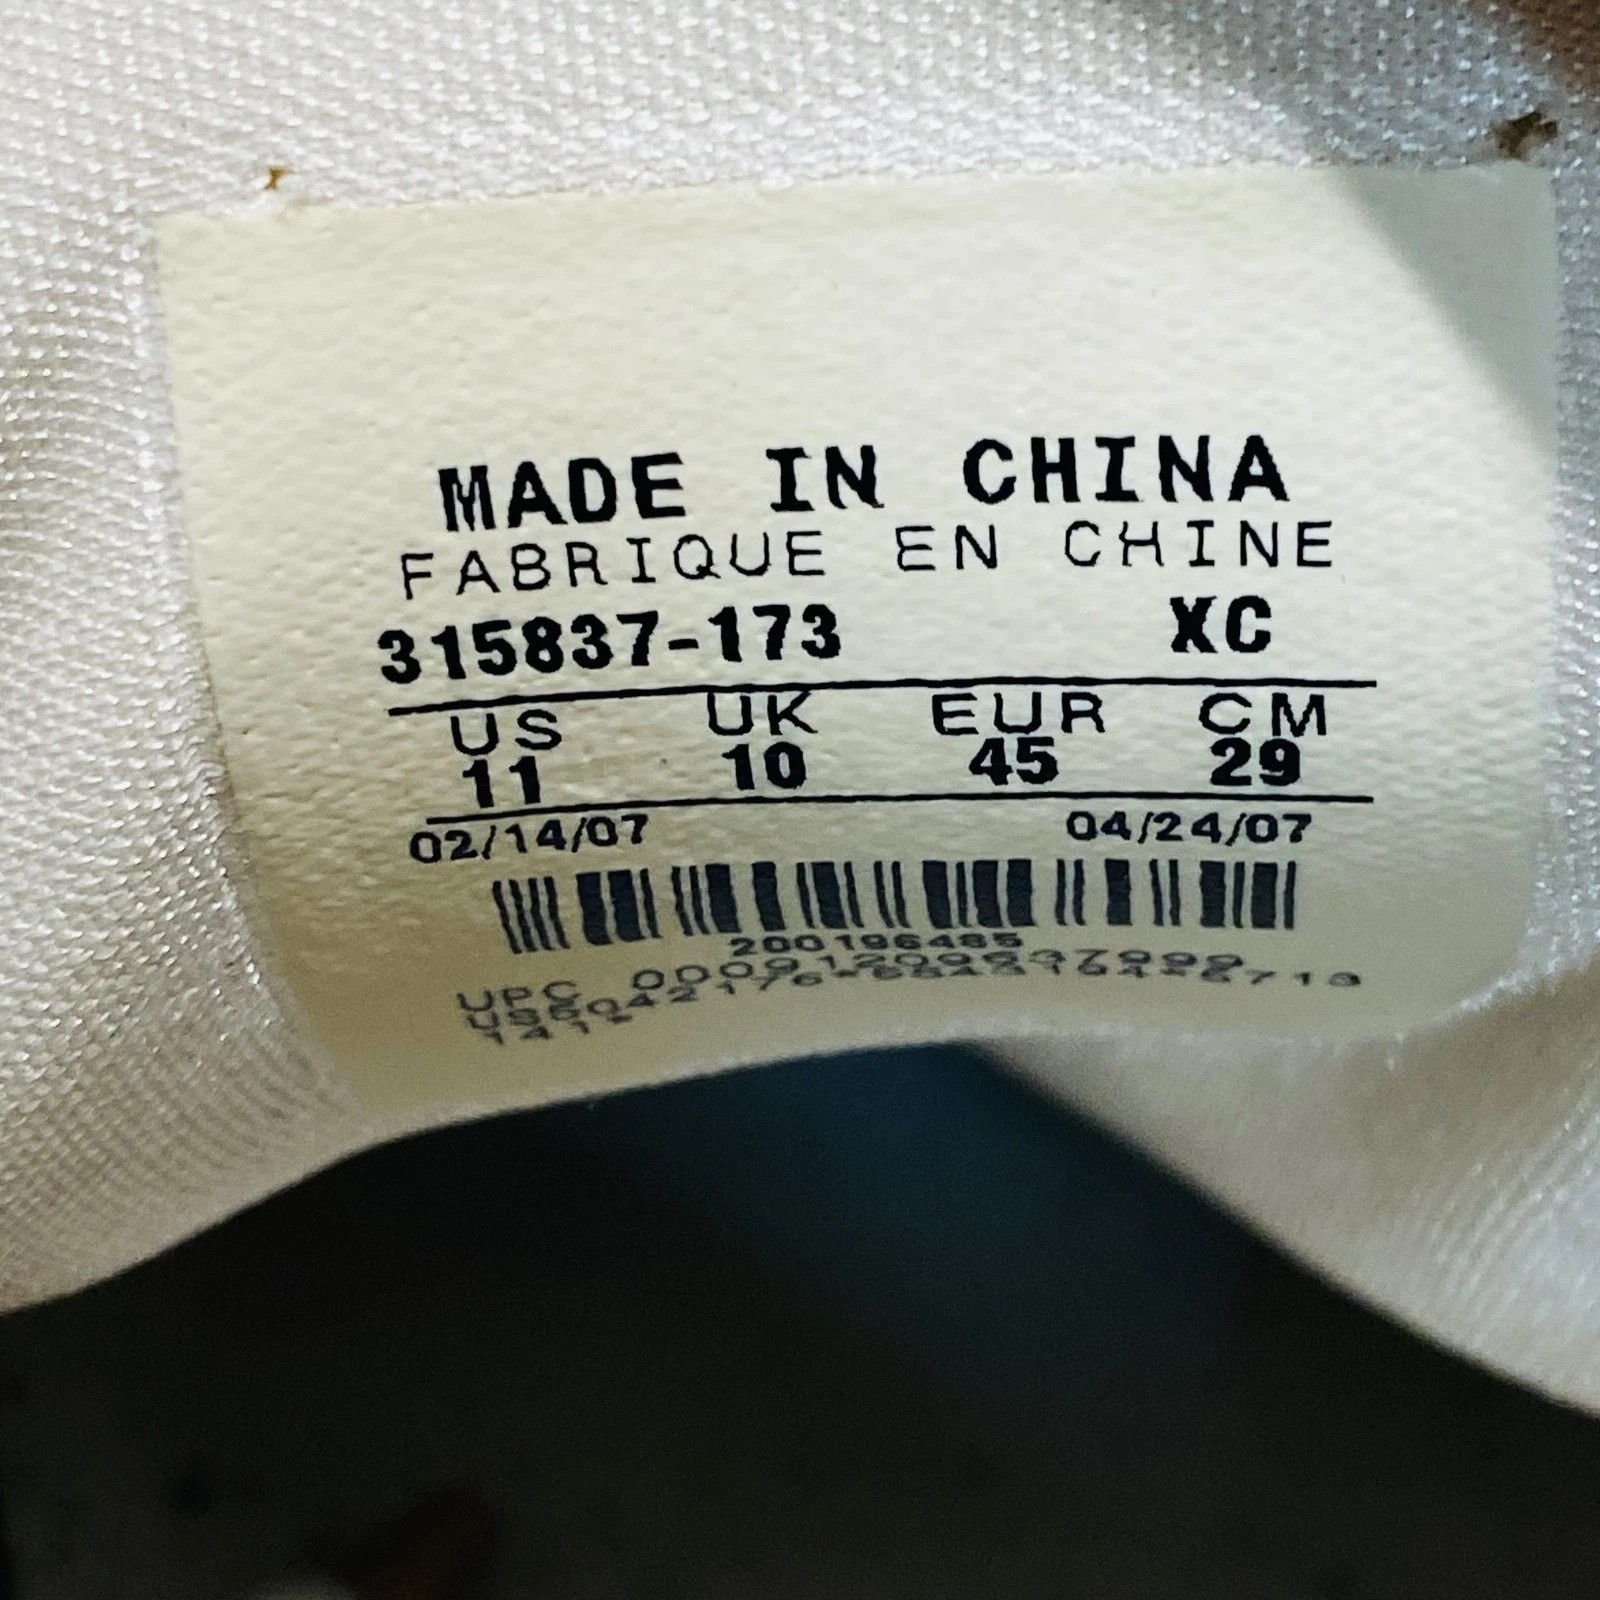 MADE IN CHINA
FABRIQUE EN CHINE
315837-173 XC
US UK EUR CM
11 10 45 29
02/14/07 04/24/07
200196485
UPC